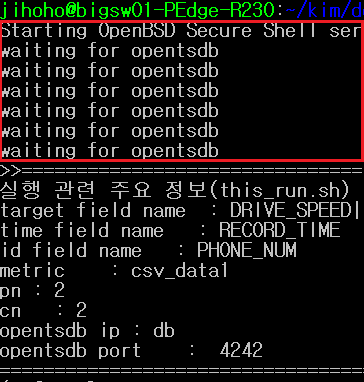 jihoho@bigsw01-PEdge-R230:~/kim/d
Starting OpenBSD Secure Shell ser
waiting for opentsdb
waiting for opentsdb
waiting for opentsdb
waiting for opentsdb
waiting for opentsdb
waiting for opentsdb
>>===============================
실행 관련 주요 정보(this_run.sh)
target field name  : DRIVE_SPEED|
time field name  : RECORD_TIME
id field name   : PHONE_NUM
metric    : csv_data1
pn : 2
cn   : 2
opentsdb ip : db
opentsdb port    :  4242
=================================